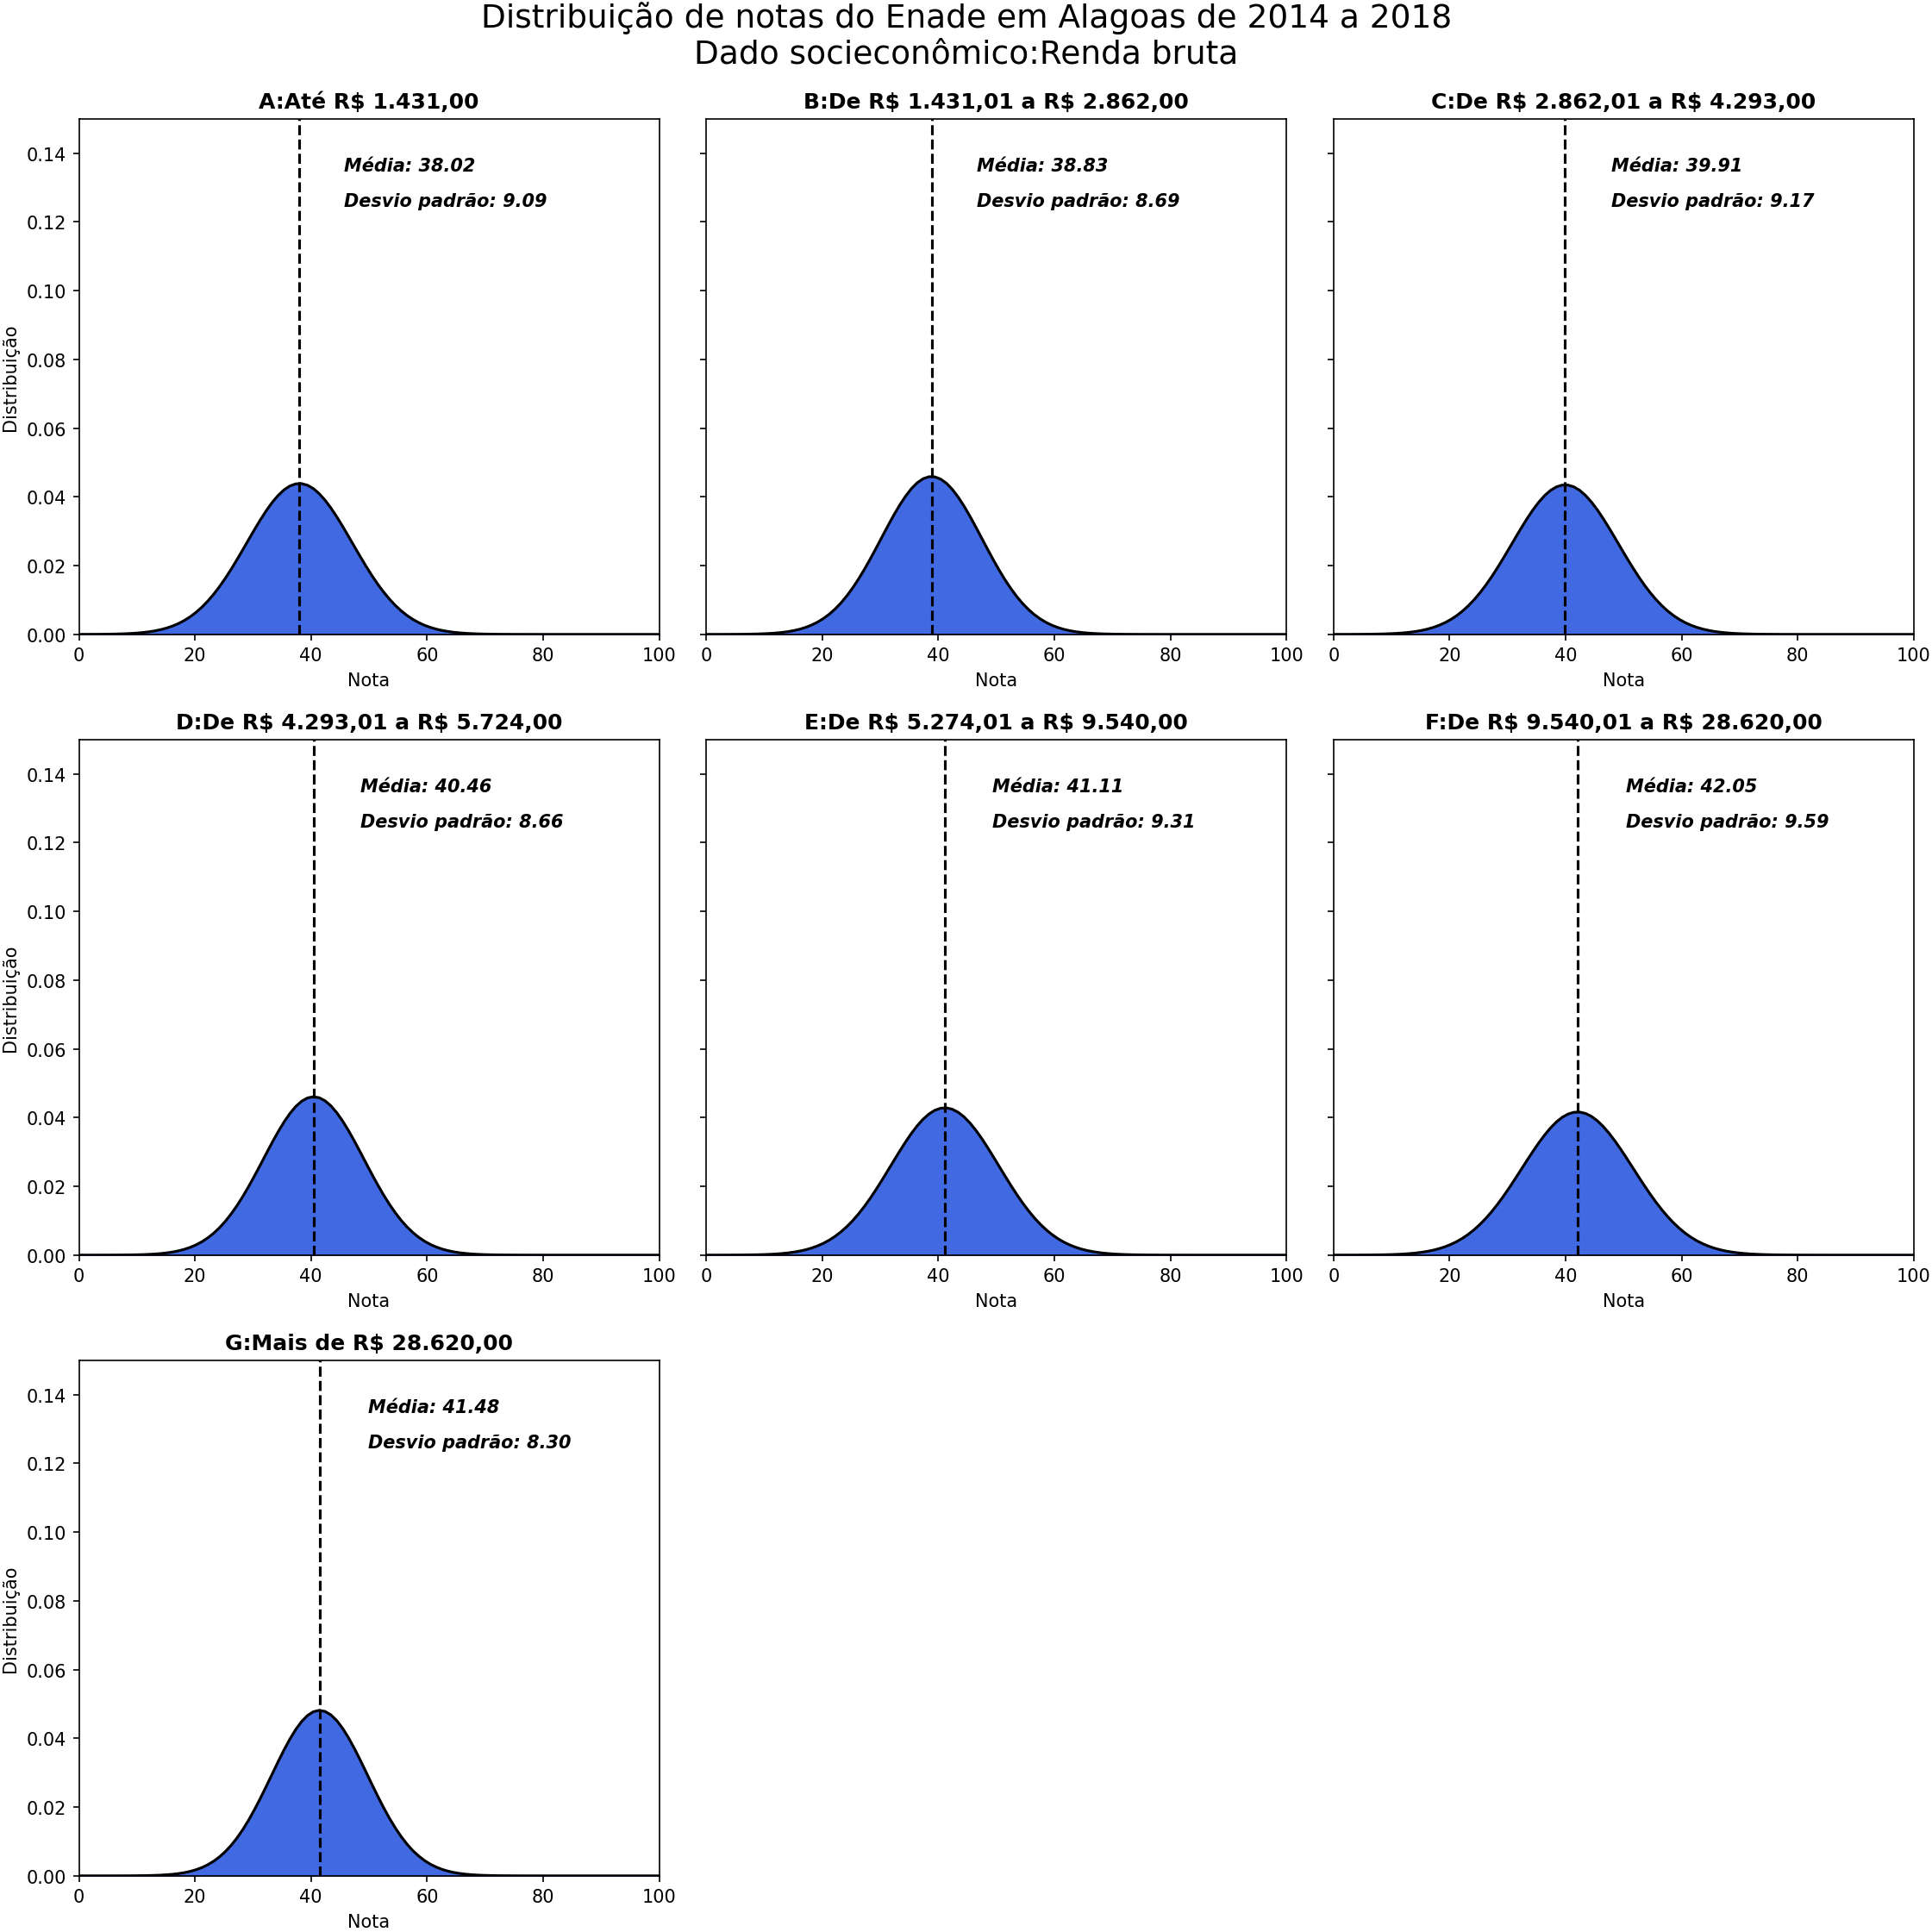 Distribuição de notas do Enade em Alagoas de 2014 a 2018
Dado socieconômico:Renda bruta
A:Até R$ 1.431,00
Média: 38.02
Desvio padrão: 9.09
Distribuição
0.14
0.12
0.10
0.08
0.06
0.04
0.02
0.00
0 20 40 60 80 100
Nota
B:De R$ 1.431,01 a R$ 2.862,00
Média: 38.83
Desvio padrão: 8.69
0 20 40 60 80 100
Nota
C:De R$ 2.862,01 a R$ 4.293,00
Média: 39.91
Desvio padrão: 9.17
0 20 40 60 80 100
Nota
D:De R$ 4.293,01 a R$ 5.724,00
Média: 40.46
Desvio padrão: 8.66
Distribuição
0.14
0.12
0.10
0.08
0.06
0.04
0.02
0.00
0 20 40 60 80 100
Nota
E:De R$ 5.274,01 a R$ 9.540,00
Média: 41.11
Desvio padrão: 9.31
0 20 40 60 80 100
Nota
F:De R$ 9.540,01 a R$ 28.620,00
Média: 42.05
Desvio padrão: 9.59
0 20 40 60 80 100
Nota
G:Mais de R$ 28.620,00
Média: 41.48
Desvio padrão: 8.30
Distribuição
0.14
0.12
0.10
0.08
0.06
0.04
0.02
0.00
0 20 40 60 80 100
Nota